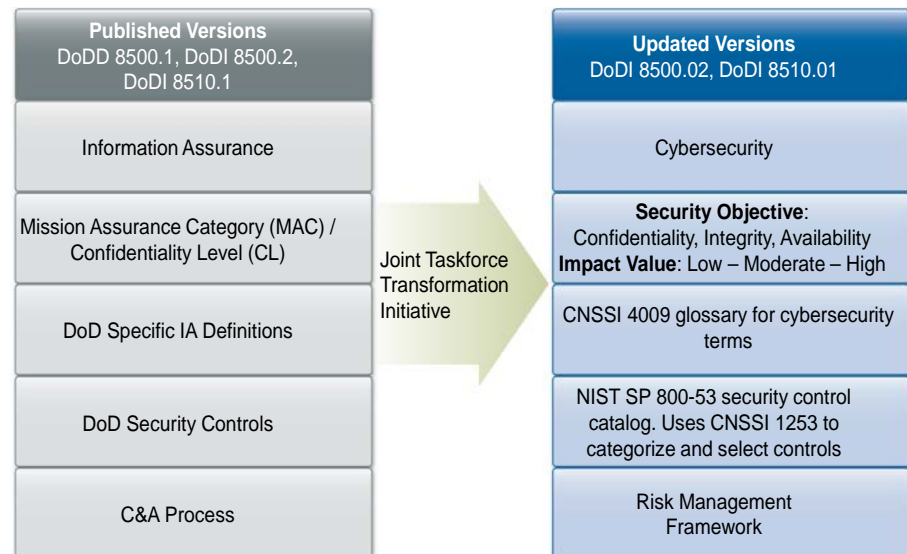 Published Versions
DoDD 8500.1, DoDI 8500.2,
DoDI 8510.1
Information Assurance
Mission Assurance Category (MAC) /
Confidentiality Level (CL)
DoD Specific IA Definitions
DoD Security Controls
C&A Process
Joint Taskforce
Transformation
Initiative
Updated Versions
DoDI 8500.02, DoDI 8510.01
Cybersecurity
Security Objective:
Confidentiality, Integrity, Availability
Impact Value: Low – Moderate – High
CNSSI 4009 glossary for cybersecurity
terms
NIST SP 800-53 security control
catalog. Uses CNSSI 1253 to
categorize and select controls
Risk Management
Framework